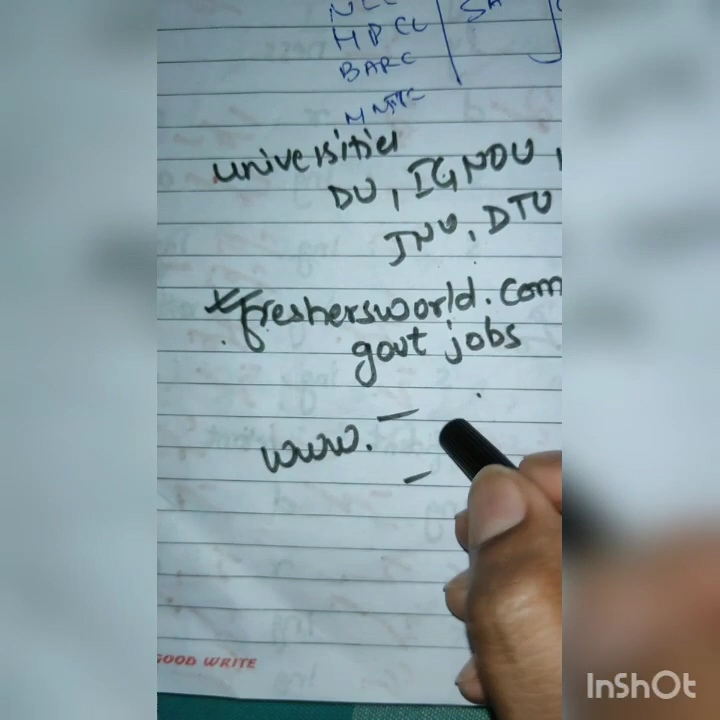 HPCL
BARC
universities
DU, IGNOU,
JNU, DTU
*freshersworld.com
govt jobs
www.
GOOD WRITE
InShOt